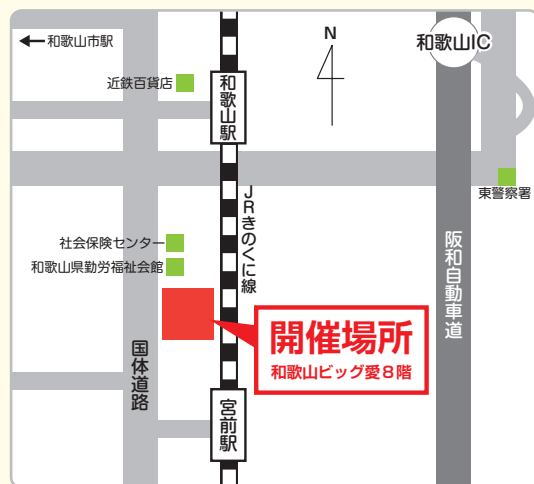 ←和歌山市駅
N
和歌山IC
近鉄百貨店
和歌山駅
東警察署
JRきのくに線
社会保険センター
和歌山県勤労福祉会館
阪和自動車道
開催場所
和歌山ビッグ愛8階
国体道路
宮前駅